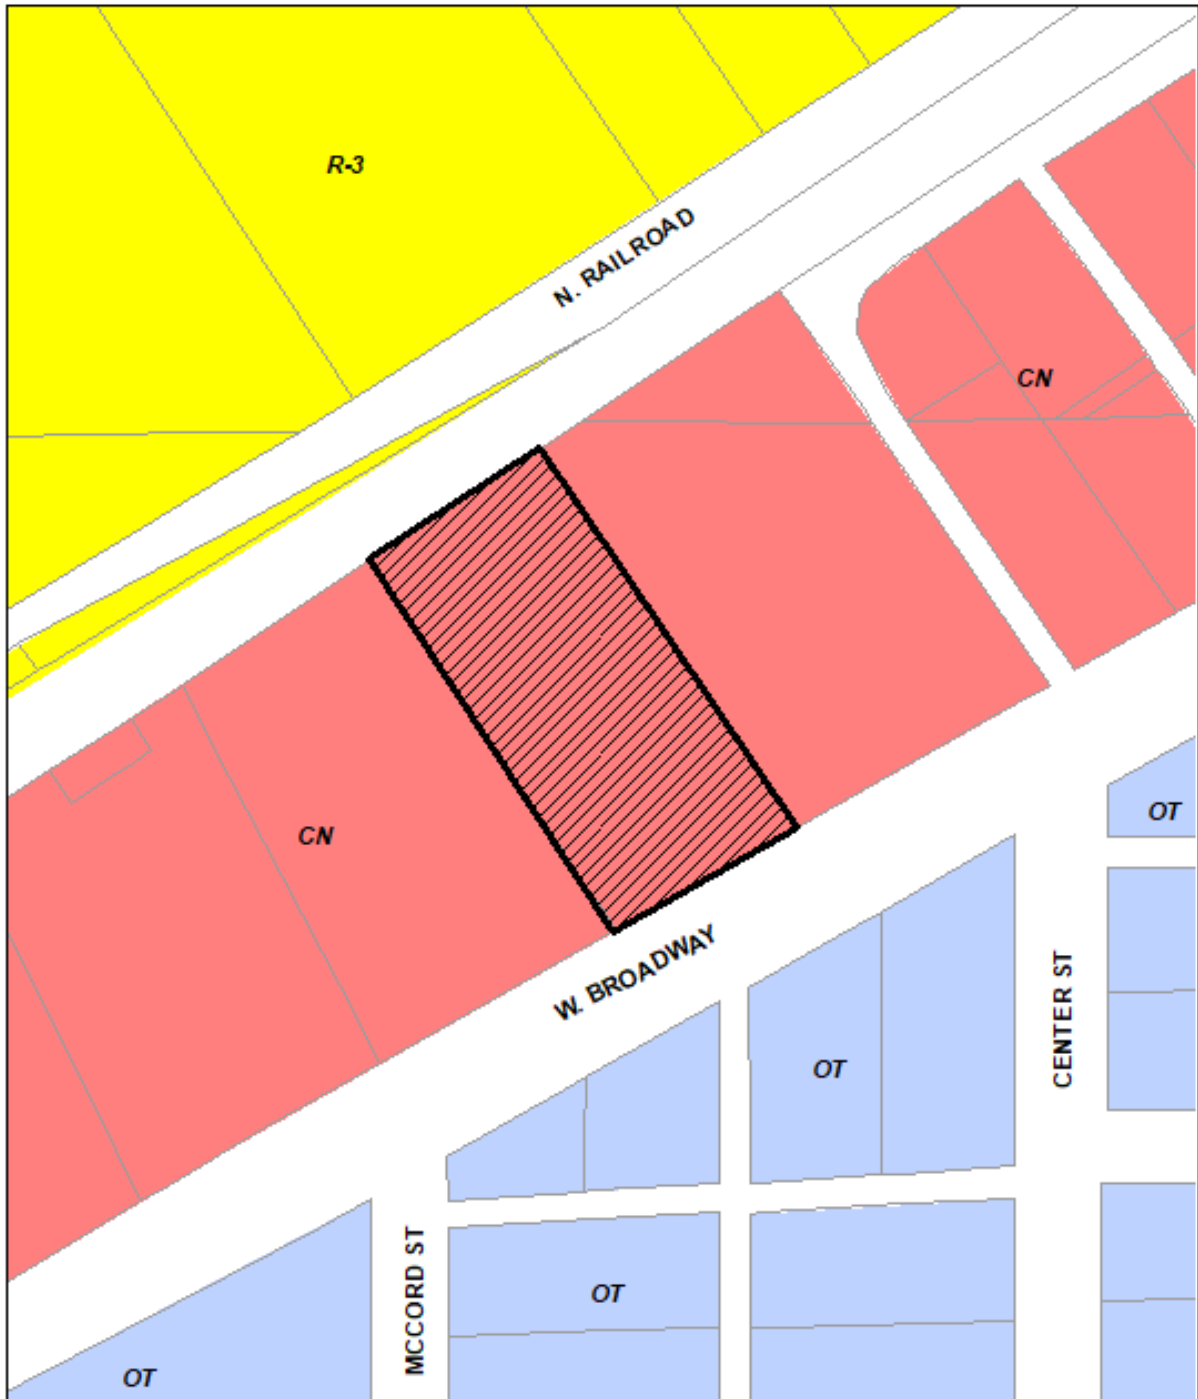 R-3
N. RAILROAD
CN
CN
OT
W. BROADWAY
CENTER ST
OT
MCCORD ST
OT
OT